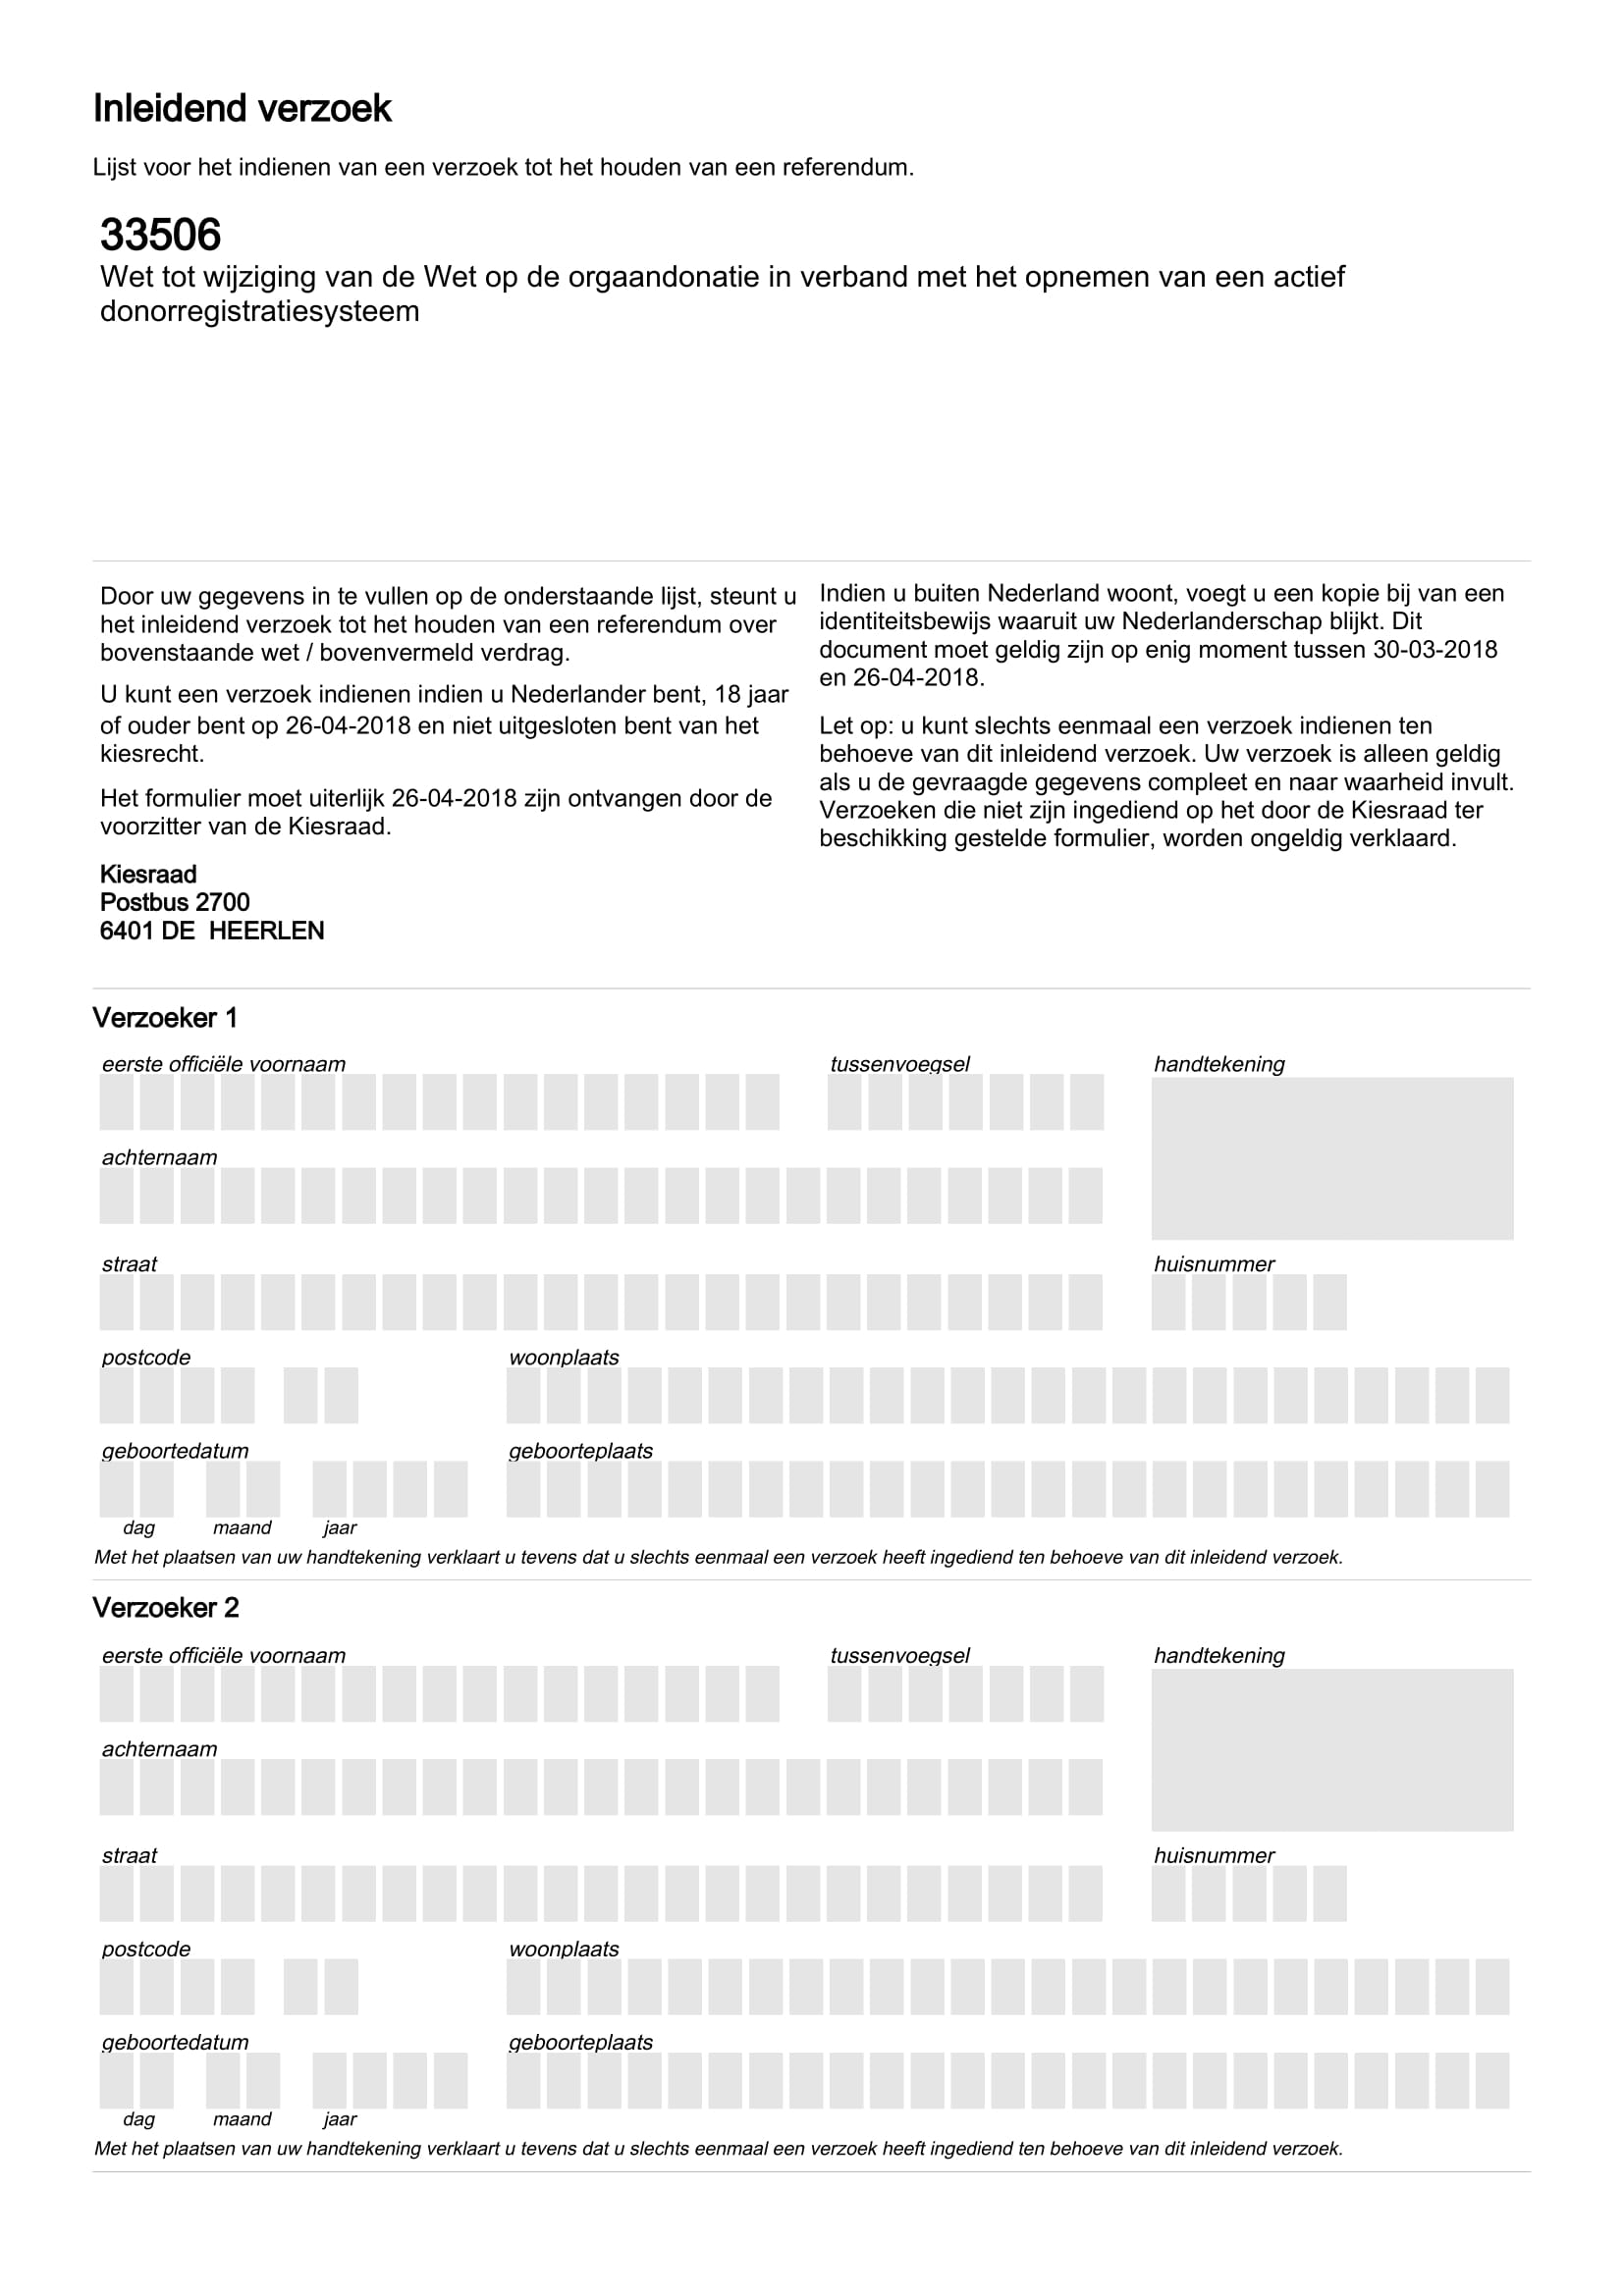 Inleidend verzoek
Lijst voor het indienen van een verzoek tot het houden van een referendum.
33506
Wet tot wijziging van de Wet op de orgaandonatie in verband met het opnemen van een actief
donorregistratiesysteem
Door uw gegevens in te vullen op de onderstaande lijst, steunt u
het inleidend verzoek tot het houden van een referendum over
bovenstaande wet / bovenvermeld verdrag.
U kunt een verzoek indienen indien u Nederlander bent, 18 jaar
of ouder bent op 26-04-2018 en niet uitgesloten bent van het
kiesrecht.
Het formulier moet uiterlijk 26-04-2018 zijn ontvangen door de
voorzitter van de Kiesraad.
Kiesraad
Postbus 2700
6401 DE  HEERLEN
Indien u buiten Nederland woont, voegt u een kopie bij van een
identiteitsbewijs waaruit uw Nederlanderschap blijkt. Dit
document moet geldig zijn op enig moment tussen 30-03-2018
en 26-04-2018.
Let op: u kunt slechts eenmaal een verzoek indienen ten
behoeve van dit inleidend verzoek. Uw verzoek is alleen geldig
als u de gevraagde gegevens compleet en naar waarheid invult.
Verzoeken die niet zijn ingediend op het door de Kiesraad ter
beschikking gestelde formulier, worden ongeldig verklaard.
Verzoeker 1
eerste officiële voornaam
tussenvoegsel
handtekening
achternaam
straat
huisnummer
postcode
woonplaats
geboortedatum
geboorteplaats
dag
maand
jaar
Met het plaatsen van uw handtekening verklaart u tevens dat u slechts eenmaal een verzoek heeft ingediend ten behoeve van dit inleidend verzoek.
Verzoeker 2
eerste officiële voornaam
tussenvoegsel
handtekening
achternaam
straat
huisnummer
postcode
woonplaats
geboortedatum
geboorteplaats
dag
maand
jaar
Met het plaatsen van uw handtekening verklaart u tevens dat u slechts eenmaal een verzoek heeft ingediend ten behoeve van dit inleidend verzoek.